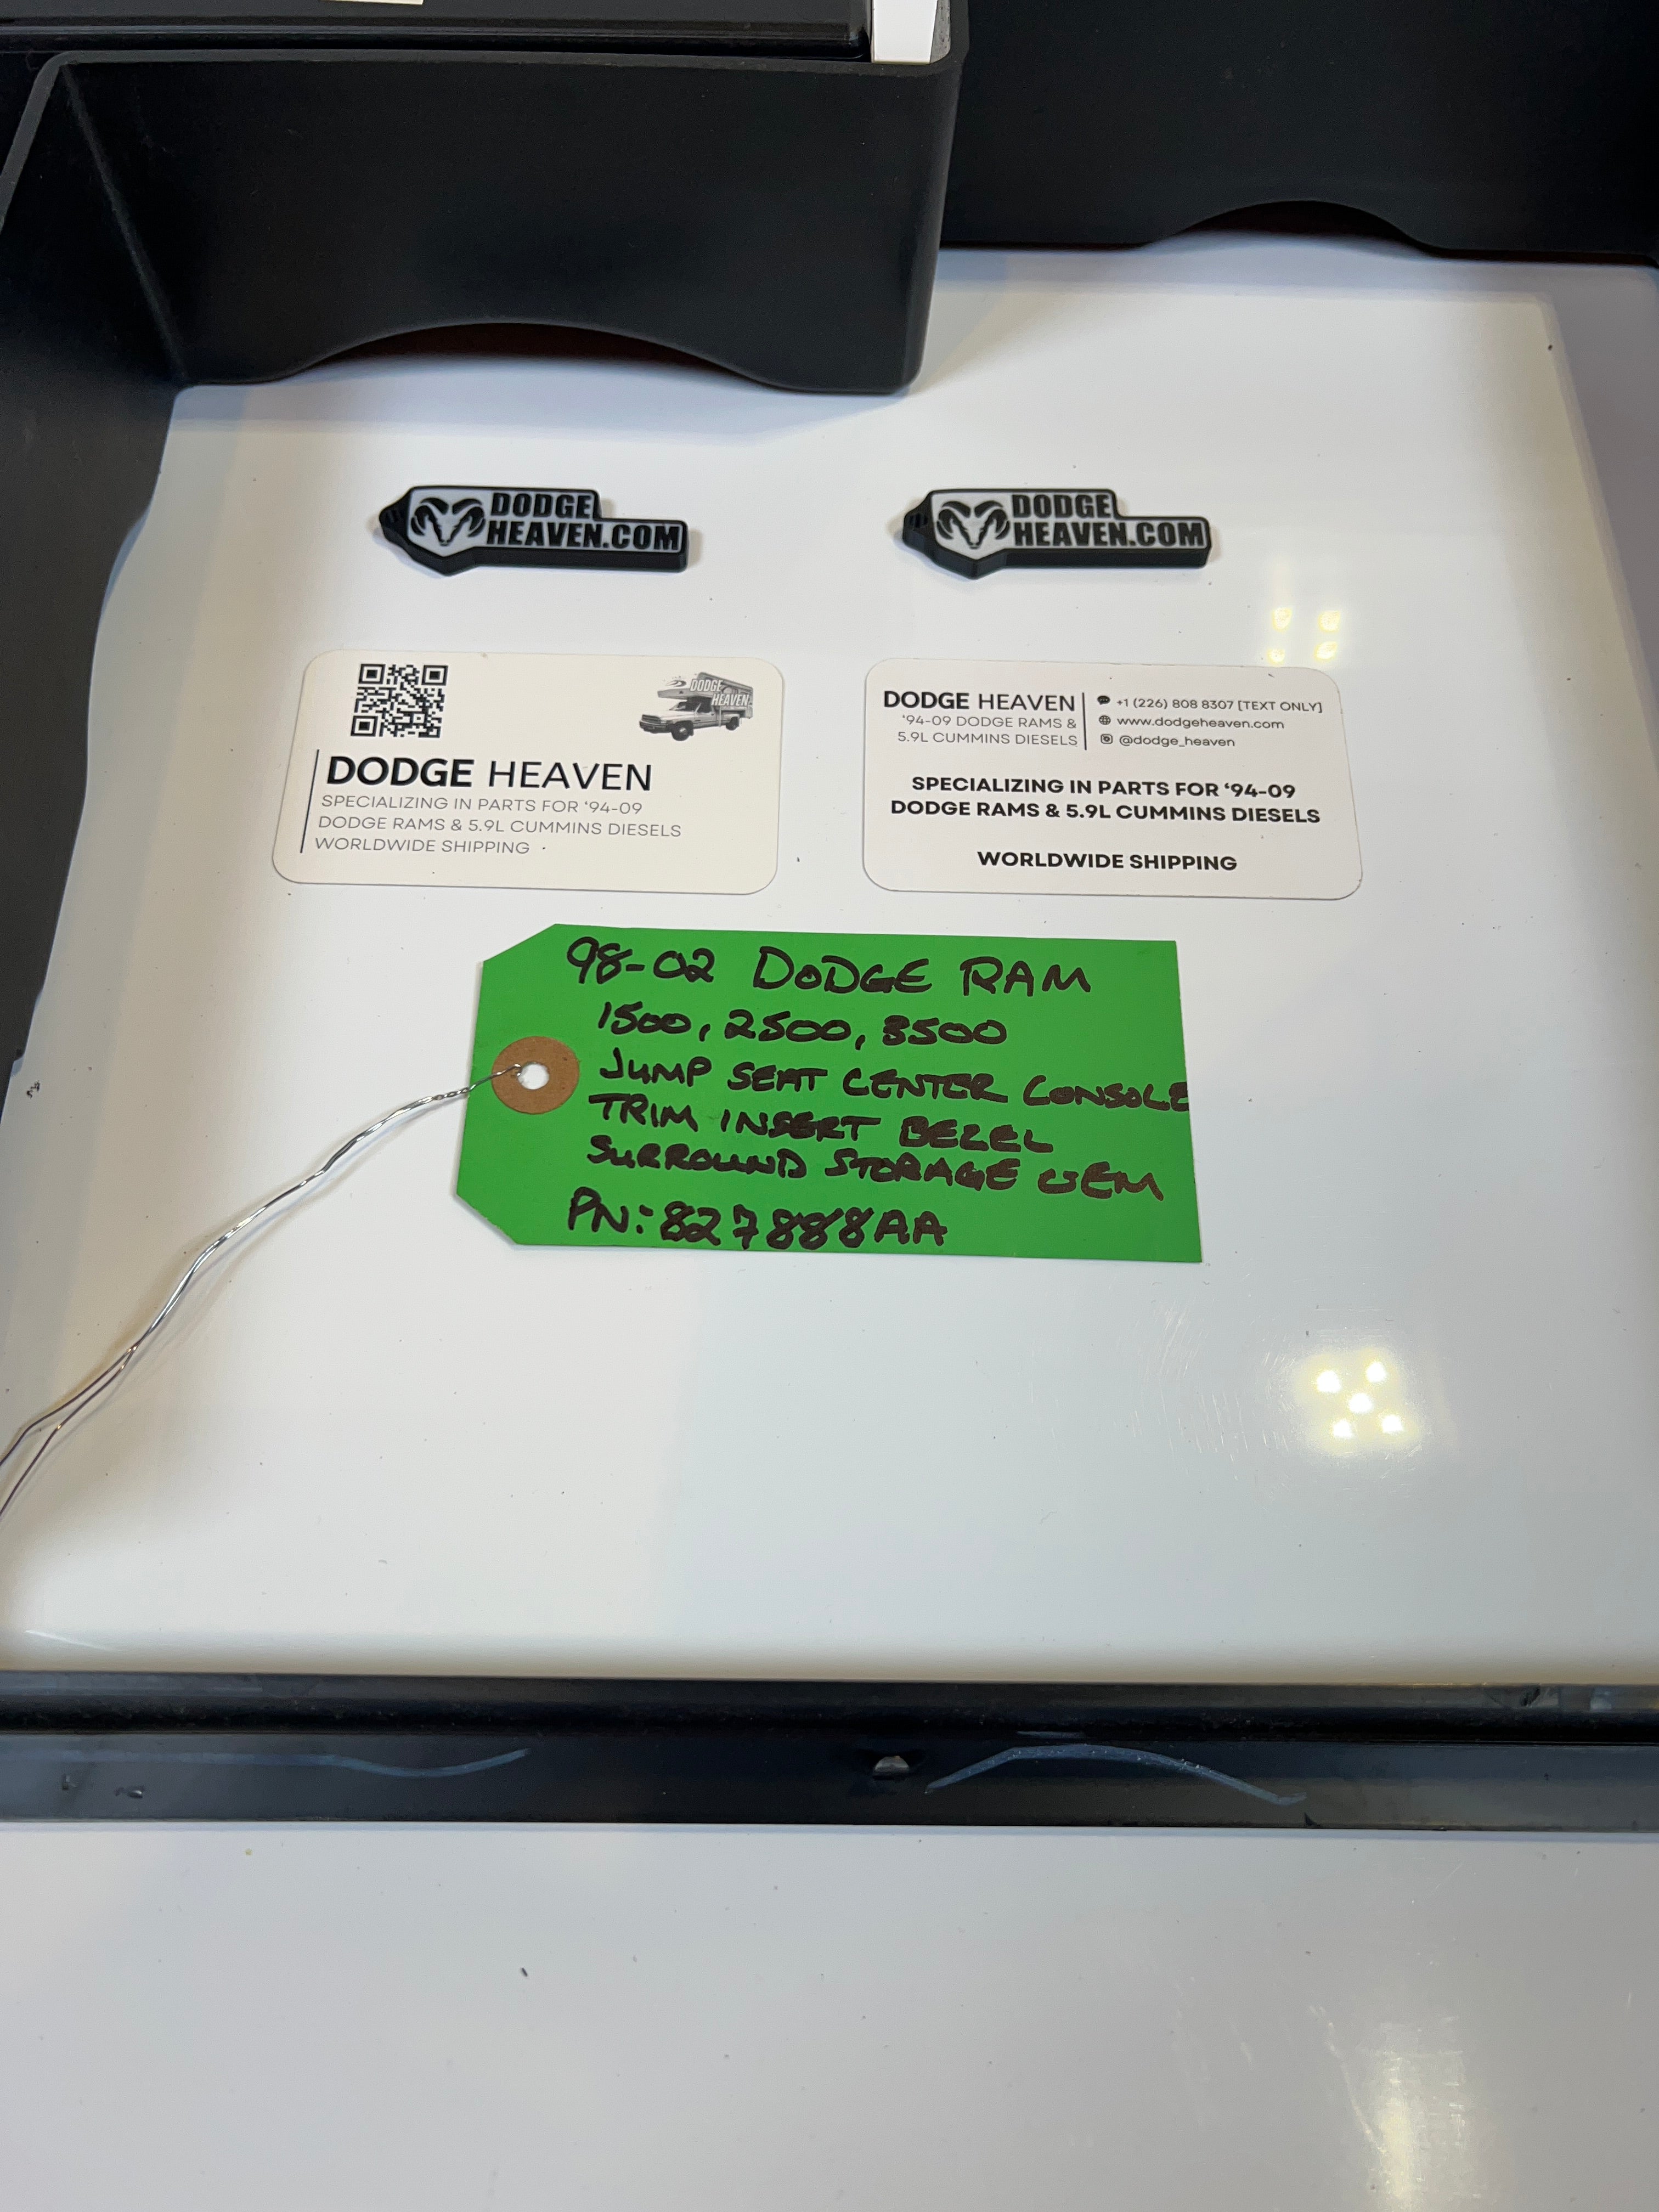 DODGE
HEAVEN.COM
DODGE
HEAVEN.COM
DODGE
HEAVEN
DODGE HEAVEN
SPECIALIZING IN PARTS FOR ‘94-09
DODGE RAMS & 5.9L CUMMINS DIESELS
WORLDWIDE SHIPPING
DODGE HEAVEN
‘94-09 DODGE RAMS &
5.9L CUMMINS DIESELS
+1 (226) 808 8307 [TEXT ONLY]
www.dodgeheaven.com
@dodge_heaven
SPECIALIZING IN PARTS FOR ‘94-09
DODGE RAMS & 5.9L CUMMINS DIESELS
WORLDWIDE SHIPPING
98-02 DODGE RAM
1500, 2500, 3500
JUMP SEAT CENTER CONSOLE
TRIM INSERT BEZEL
SURROUND STORAGE OEM
PN: 827888AA